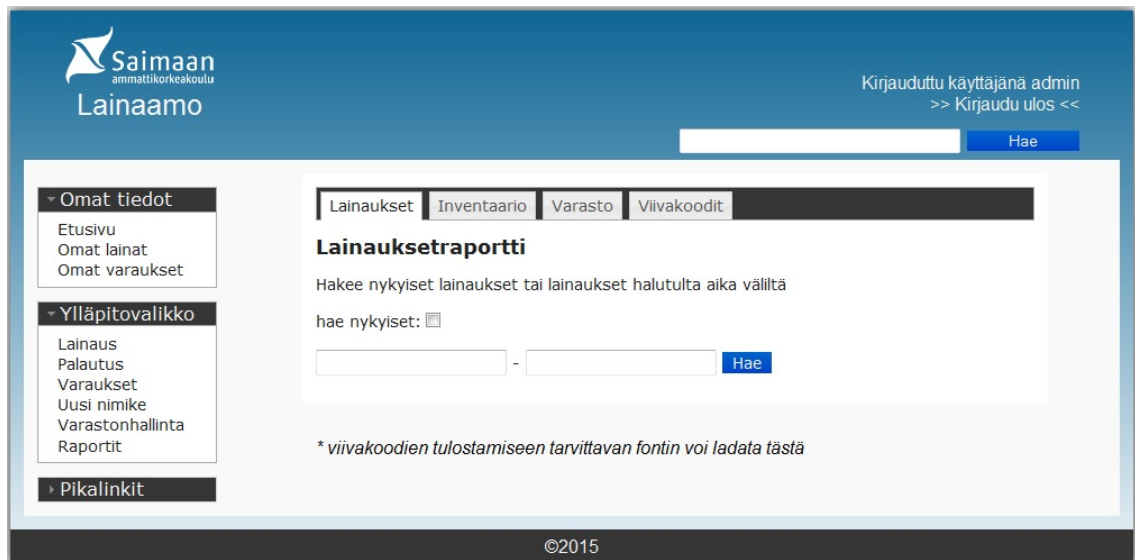 Saimaan
ammattikorkeakoulu
Lainaamo
Kirjauduttu käyttäjänä admin
>> Kirjaudu ulos <<
Hae
Omat tiedot
Etusivu
Omat lainat
Omat varaukset
Ylläpitovalikko
Lainaus
Palautus
Varaukset
Uusi nimike
Varastonhallinta
Raportit
Pikalinkit
Lainaukset Inventaario Varasto Viivakoodit
Lainauksetraportti
Hakee nykyiset lainaukset tai lainaukset halutulta aika väliltä
hae nykyiset:
- Hae
* viivakoodien tulostamiseen tarvittavan fontin voi ladata tästä
©2015